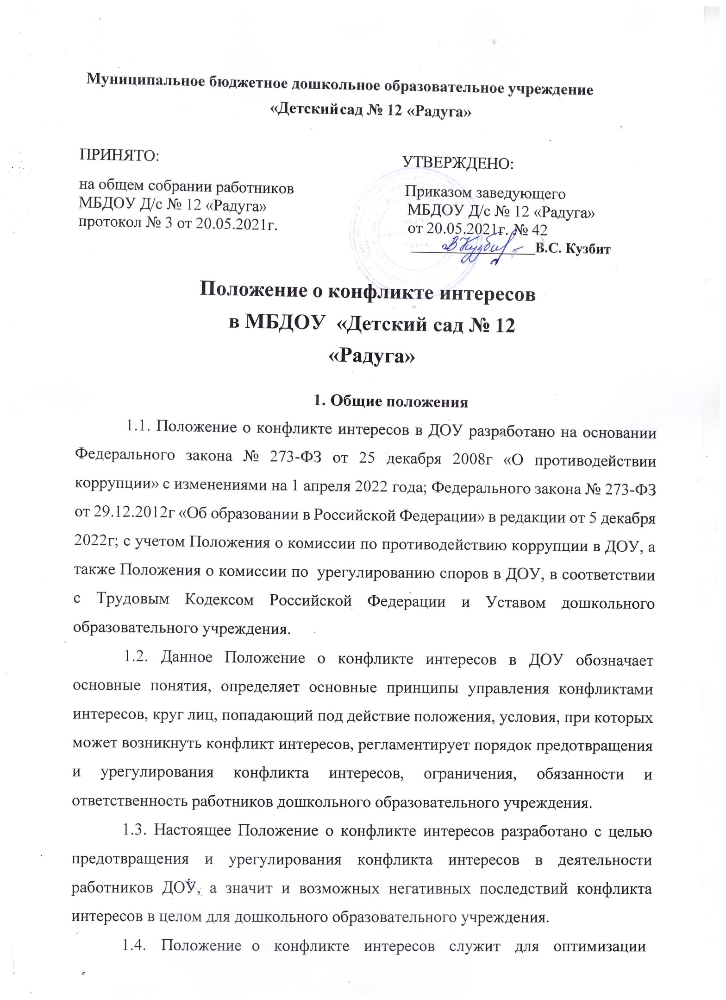 Муниципальное бюджетное дошкольное образовательное учреждение
«Детский сад № 12 «Радуга»
ПРИНЯТО:
УТВЕРЖДЕНО:
на общем собрании работников
МБДОУ Д/с № 12 «Радуга»
протокол № 3 от 20.05.2021г.
Приказом заведующего
МБДОУ Д/с № 12 «Радуга»
от 20.05.2021г. № 42
В.С. Кузбит
МБДОУ
Положение о конфликте интересов
в МБДОУ «Детский сад № 12
«Радуга»
1. Общие положения
1.1. Положение о конфликте интересов в ДОУ разработано на основании
Федерального закона № 273-ФЗ от 25 декабря 2008г «О противодействии
коррупции» с изменениями на 1 апреля 2022 года; Федерального закона № 273-ФЗ
от 29.12.2012г «Об образовании в Российской Федерации» в редакции от 5 декабря
2022г; с учетом Положения о комиссии по противодействию коррупции в ДОУ, а
также Положения о комиссии по урегулированию споров в ДОУ, в соответствии
с Трудовым Кодексом Российской Федерации и Уставом дошкольного
образовательного учреждения.
1.2. Данное Положение о конфликте интересов в ДОУ обозначает
основные понятия, определяет основные принципы управления конфликтами
интересов, круг лиц, попадающий под действие положения, условия, при которых
может возникнуть конфликт интересов, регламентирует порядок предотвращения
и урегулирования конфликта интересов, ограничения, обязанности и
ответственность работников дошкольного образовательного учреждения.
1.3. Настоящее Положение о конфликте интересов разработано с целью
предотвращения и урегулирования конфликта интересов в деятельности
работников ДОУ, а значит и возможных негативных последствий конфликта
интересов в целом для дошкольного образовательного учреждения.
1.4. Положение о конфликте интересов служит для оптимизации